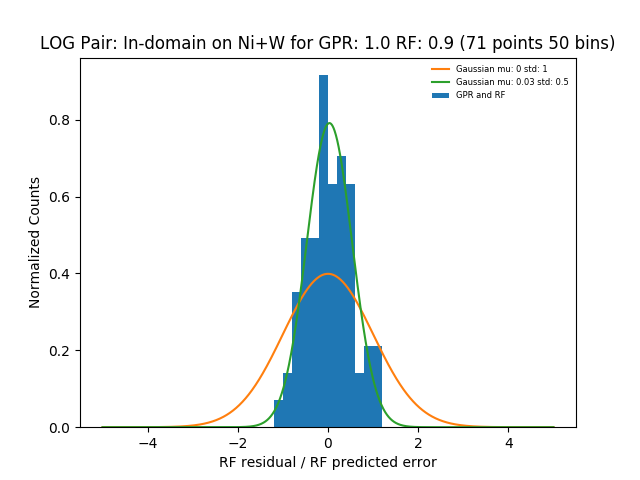 LOG Pair: In-domain on Ni+W for GPR: 1.0 RF: 0.9 (71 points 50 bins)
Gaussian mu: 0 std: 1
Gaussian mu: 0.03 std: 0.5
GPR and RF
Normalized Counts
0.8
0.6
0.4
0.2
0.0
−4
−2
0
2
4
RF residual / RF predicted error